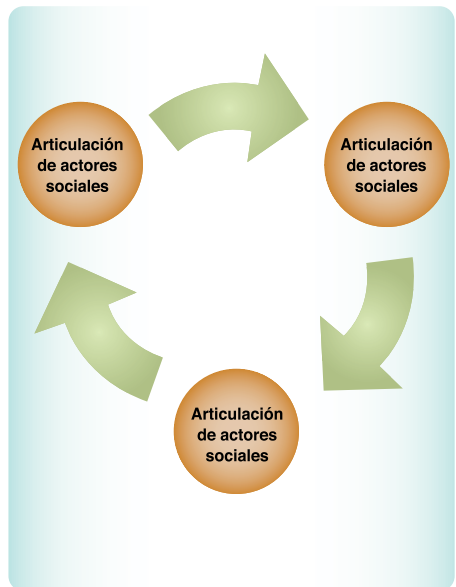 Articulación
de actores
sociales
Articulación
de actores
sociales
Articulación
de actores
sociales